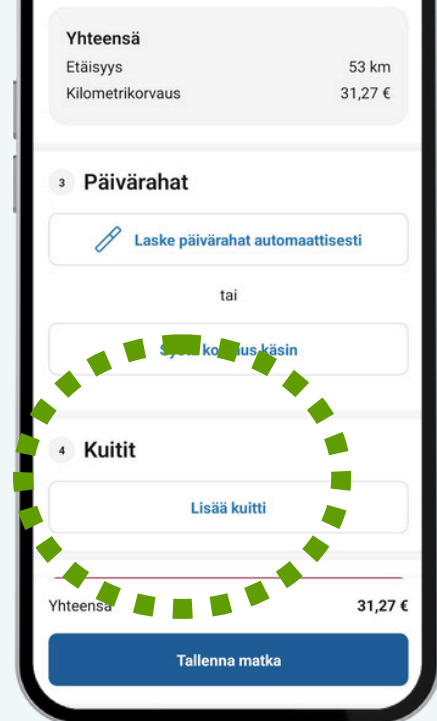 Yhteensä
Etäisyys 53 km
Kilometrikorvaus 31,27 €
3 Päivärahat
Laske päivärahat automaattisesti
tai
käsin
4 Kuitit
Lisää kuitti
Yhteensä 31,27 €
Tallenna matka